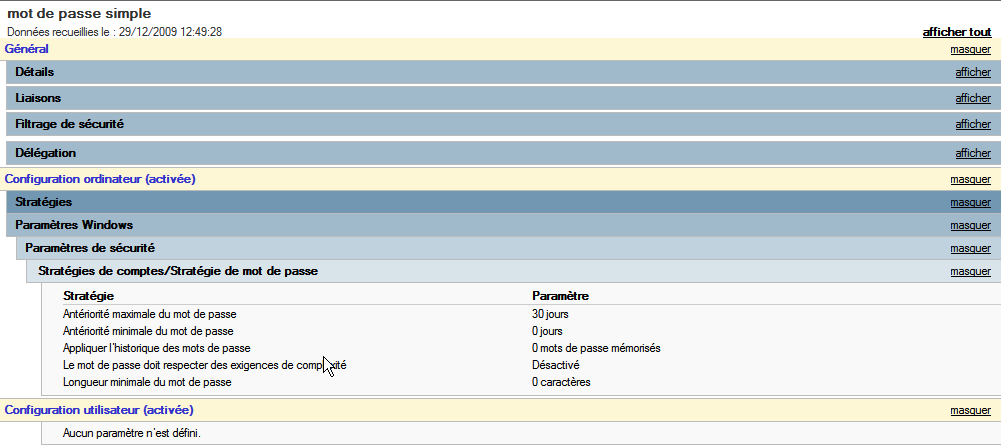 mot de passe simple
Données recueillies le : 29/12/2009 12:49:28 afficher tout
Général masquer
Détails afficher
Liaisons afficher
Filtrage de sécurité afficher
Délégation afficher
Configuration ordinateur (activée) masquer
Stratégies masquer
Paramètres Windows masquer
Paramètres de sécurité masquer
Stratégies de comptes/Stratégie de mot de passe masquer
Stratégie Paramètre
Antériorité maximale du mot de passe 30 jours
Antériorité minimale du mot de passe 0 jours
Appliquer l'historique des mots de passe 0 mots de passe mémorisés
Le mot de passe doit respecter des exigences de complexité Désactivé
Longueur minimale du mot de passe 0 caractères
Configuration utilisateur (activée) masquer
Aucun paramètre n'est défini.